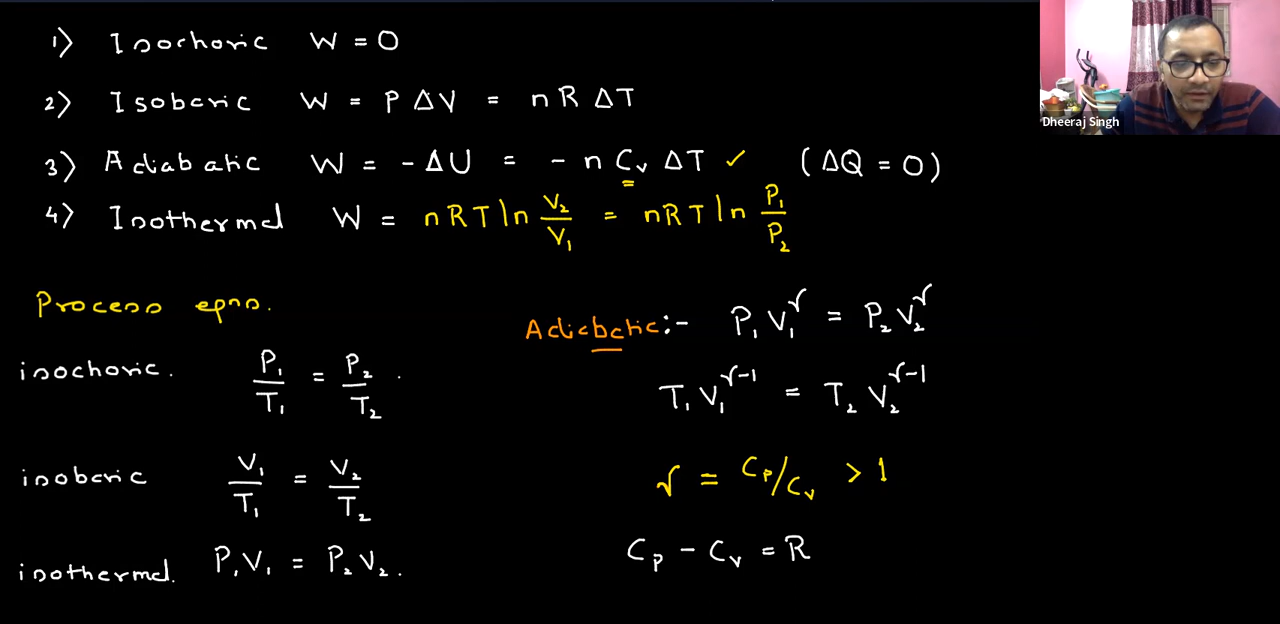 1) Isochoric W = 0
2) Isobaric W = P ΔV = n R ΔT
3) Adiabatic W = - ΔU = - n Cv ΔT ✓ (ΔQ = 0)
4) Isothermal W = nRT ln V₂/V₁ = nRT ln P₁/P₂
Process eqns.
isochoric. P₁/T₁ = P₂/T₂ .
isobaric V₁/T₁ = V₂/T₂
isothermal. P₁V₁ = P₂V₂.
Adiabatic:- P₁V₁^γ = P₂V₂^γ
T₁V₁^γ-1 = T₂V₂^γ-1
γ = Cp/Cv > 1
Cp - Cv = R
Dheeraj Singh